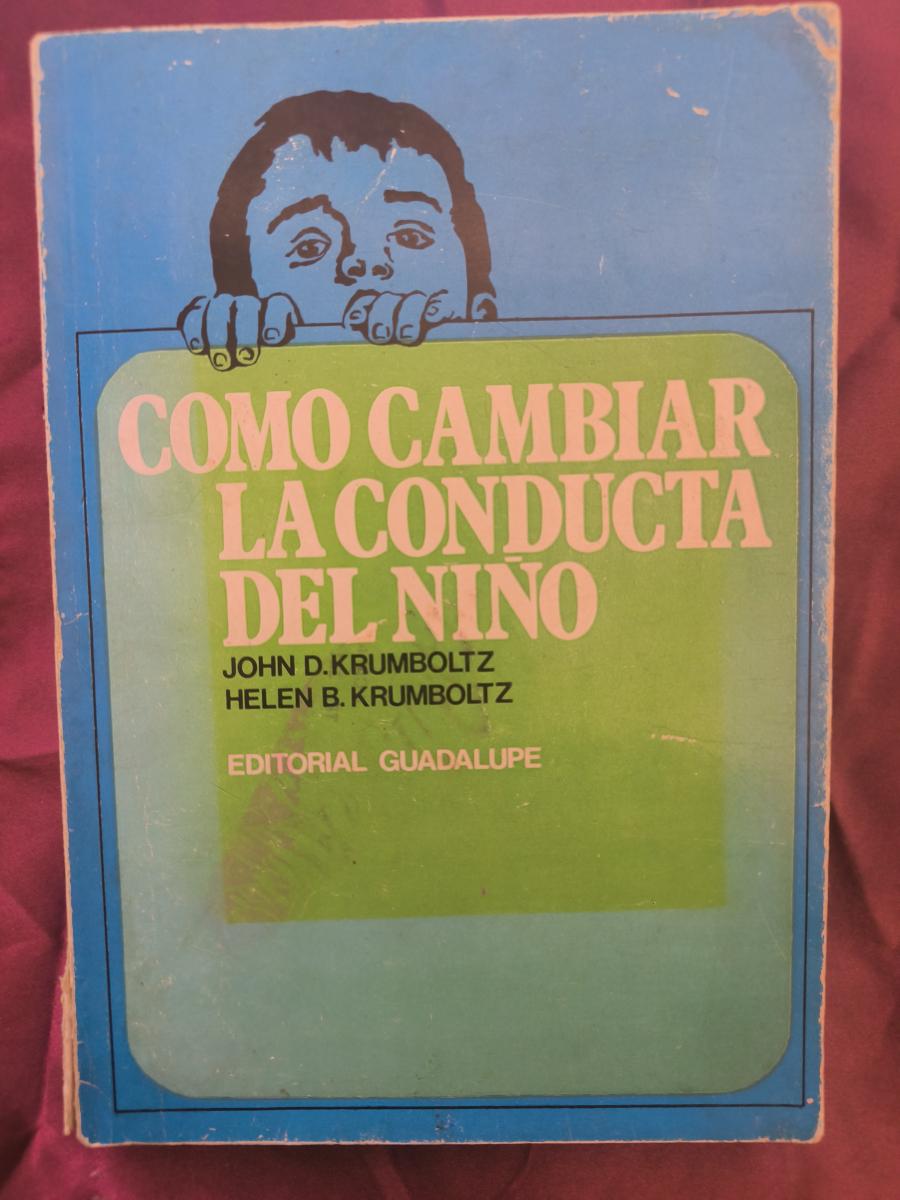 COMO CAMBIAR
LA CONDUCTA
DEL NIÑO
JOHN D. KRUMBOLTZ
HELEN B. KRUMBOLTZ
EDITORIAL GUADALUPE